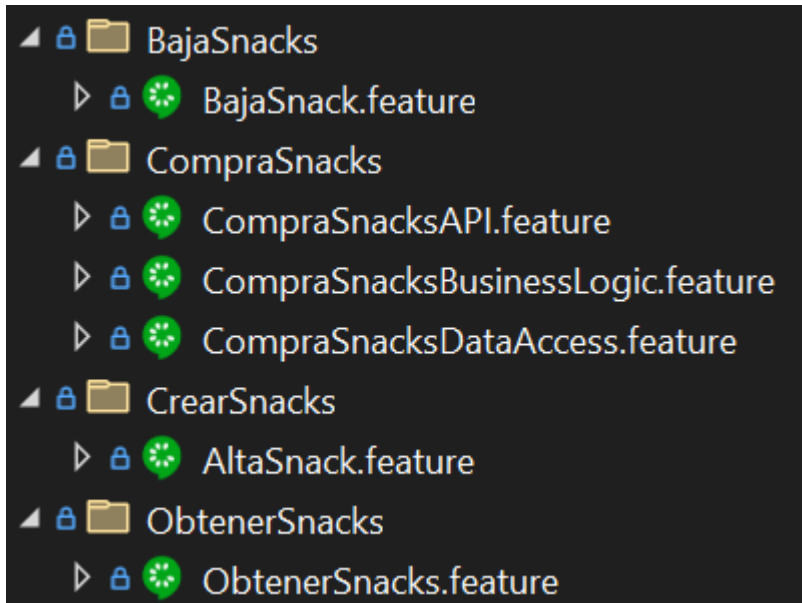 BajaSnacks
BajaSnack.feature
CompraSnacks
CompraSnacksAPI.feature
CompraSnacksBusinessLogic.feature
CompraSnacksDataAccess.feature
CrearSnacks
AltaSnack.feature
ObtenerSnacks
ObtenerSnacks.feature